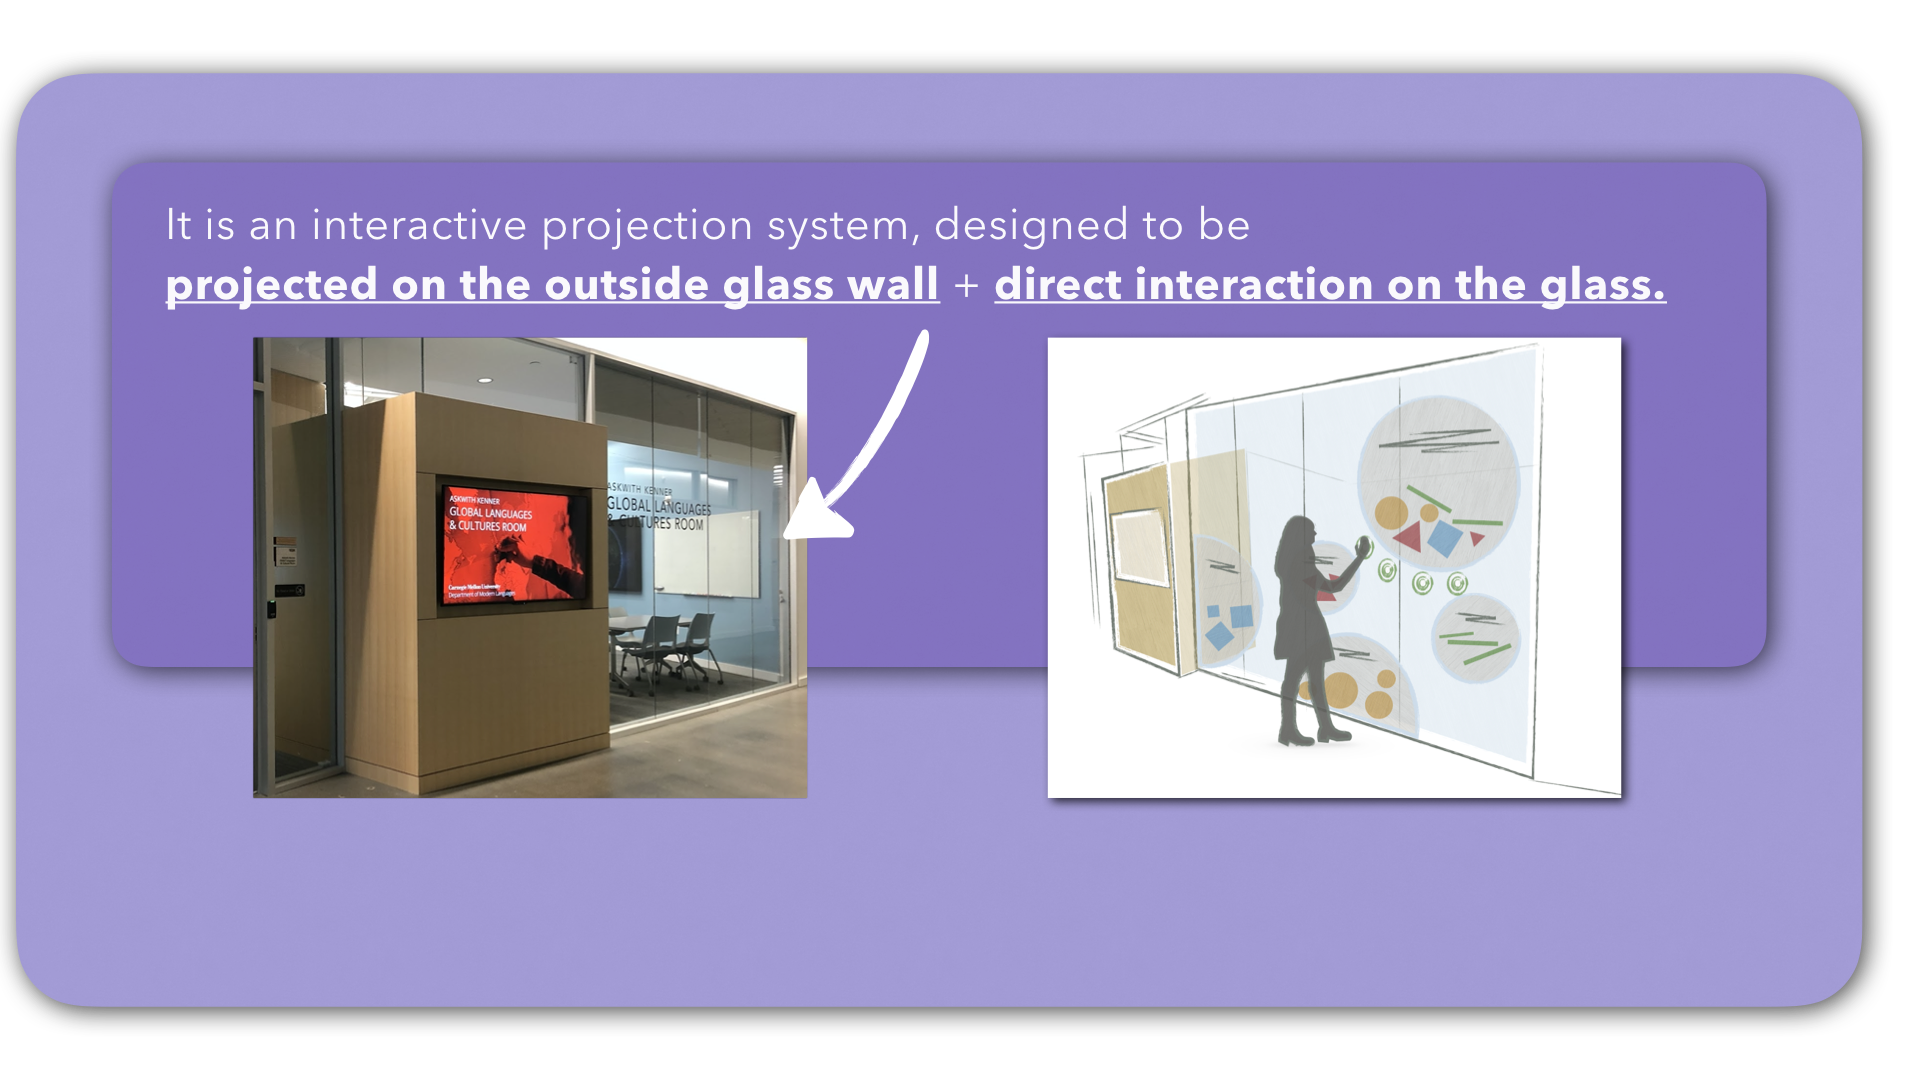 It is an interactive projection system, designed to be
projected on the outside glass wall + direct interaction on the glass.
ASKWITH KENNER
GLOBAL LANGUAGES
& CULTURES ROOM
Carnegie Mellon University
Department of Modern Languages
ASKWITH KENNER
GLOBAL LANGUAGES
& CULTURES ROOM